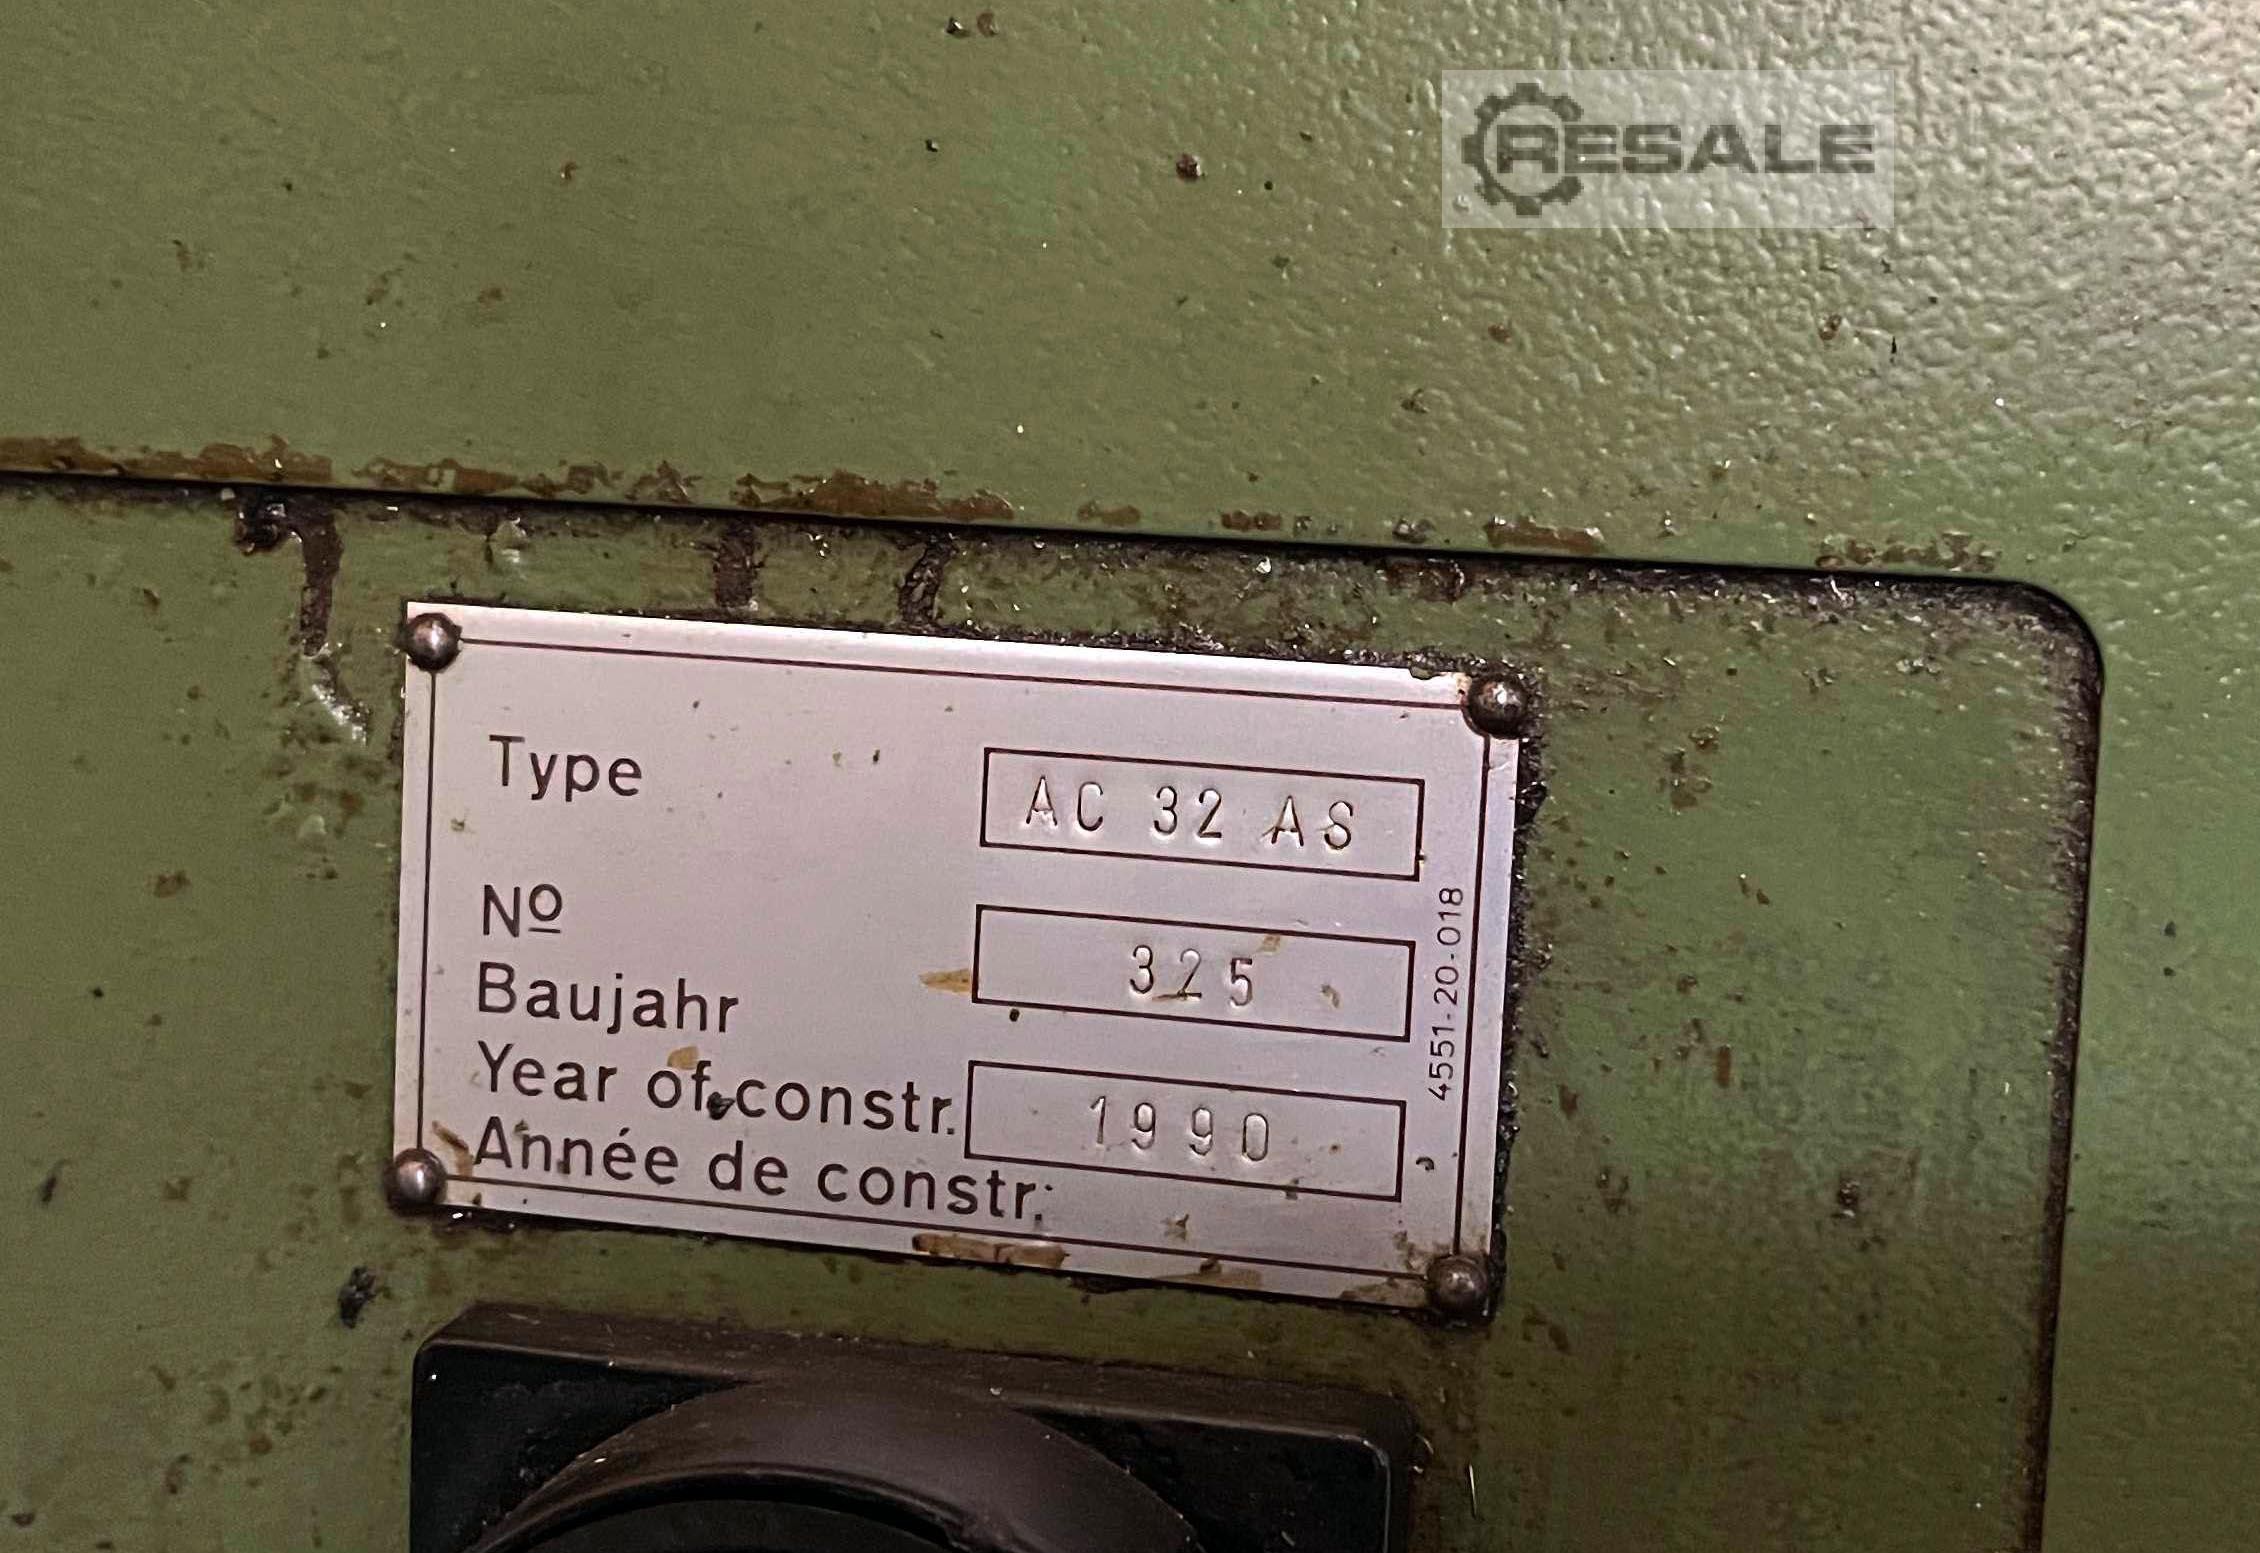 RESALE
Type AC 32 AS
Nº 325
Baujahr
Year of constr. 1990
Année de constr.
4551-20-018